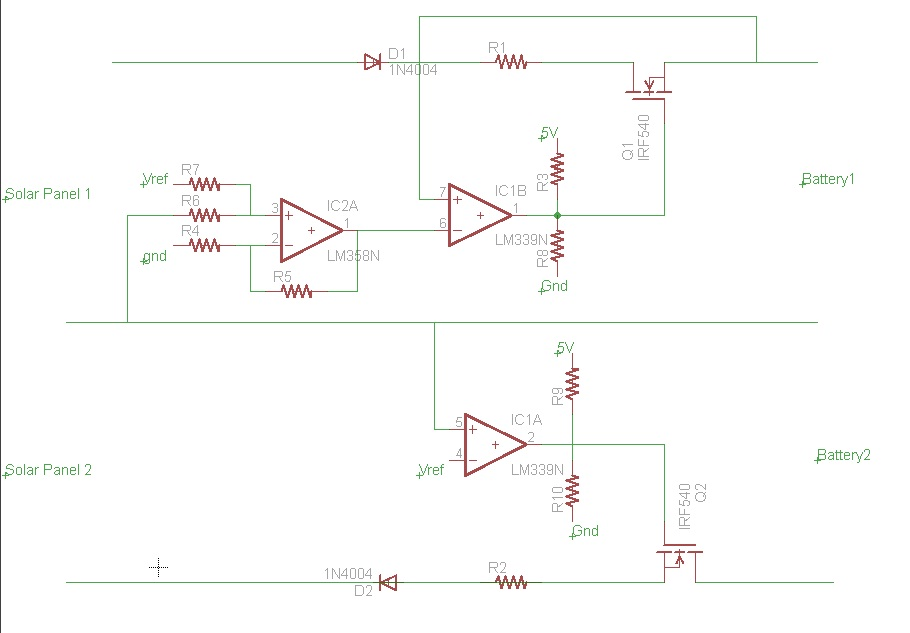 D1
1N4004
R1
Q1
IRF540
5V
R3
Solar Panel 1
Vref
R7
R6
R4
gnd
3
2
1
IC2A
LM358N
R5
7
6
1
IC1B
LM339N
R8
Gnd
Battery1
5V
R9
5
4
2
IC1A
LM339N
Vref
R10
Gnd
Solar Panel 2
Battery2
IRF540
Q2
1N4004
D2
R2